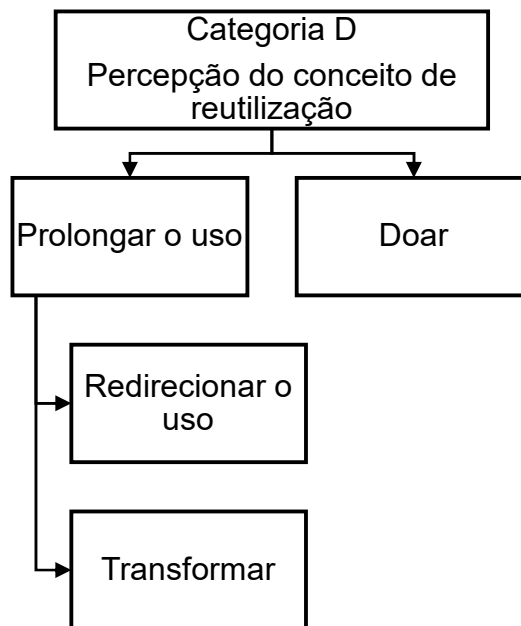 Categoria D
Percepção do conceito de
reutilização
Prolongar o uso
Doar
Redirecionar o
uso
Transformar